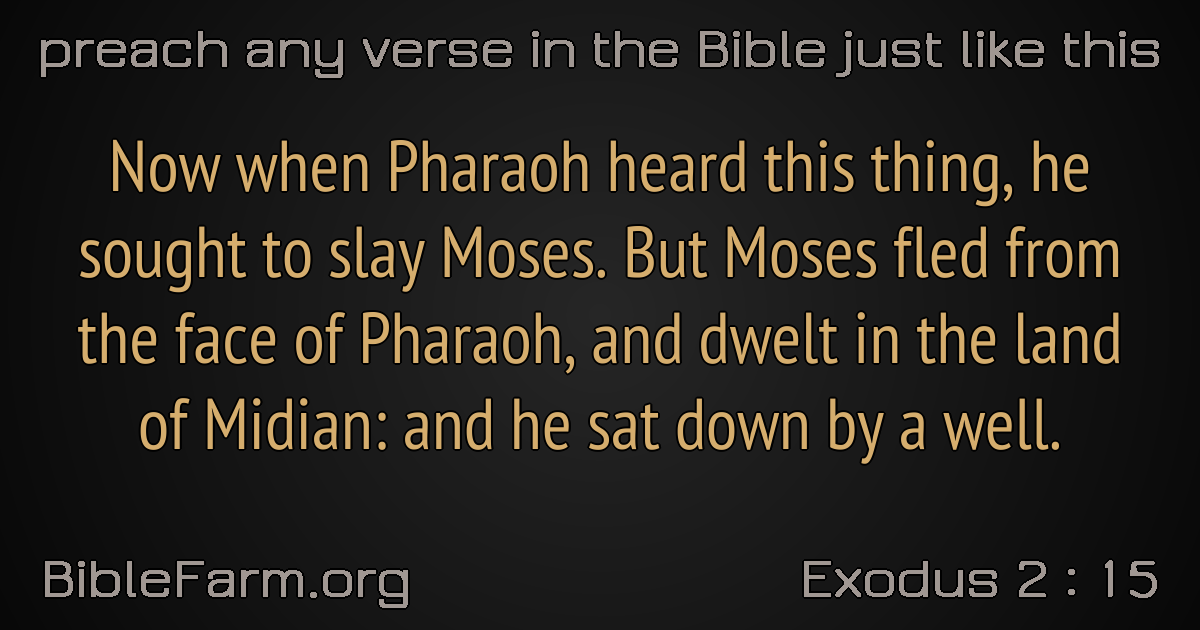 preach any verse in the Bible just like this
Now when Pharaoh heard this thing, he
sought to slay Moses. But Moses fled from
the face of Pharaoh, and dwelt in the land
of Midian: and he sat down by a well.
BibleFarm.org
Exodus 2 : 15